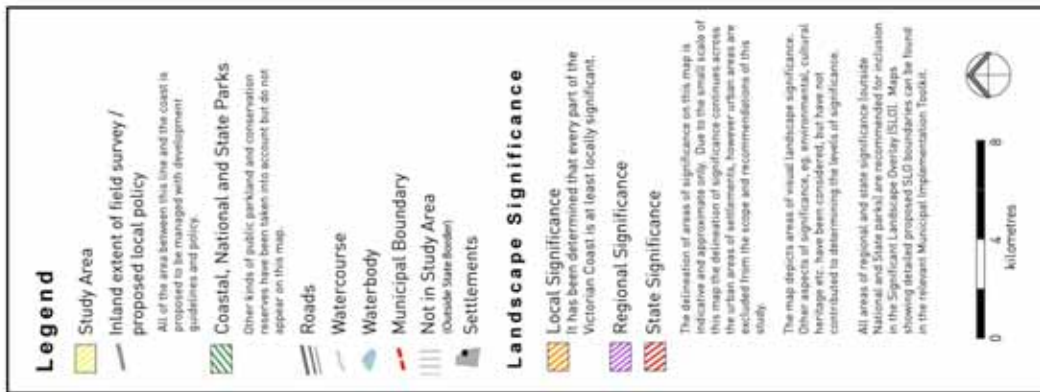 Legend
Study Area
Inland extent of field survey /
proposed local policy
All of the area between this line and the coast is
proposed to be managed with development
guidelines and policy.
Coastal, National and State Parks
Other kinds of public parkland and conservation
reserves have been taken into account but do not
appear on this map.
Roads
Watercourse
Waterbody
Municipal Boundary
Not in Study Area
(Outside State Border)
Settlements
Landscape Significance
Local Significance
It has been determined that every part of the
Victorian Coast is at least locally significant.
Regional Significance
State Significance
The delineation of areas of significance on this map is
indicative and approximate only. Due to the small scale of
this map the delineation of significance continues across
the urban areas of settlements, however urban areas are
excluded from the scope and recommendations of this
study.
The map depicts areas of visual landscape significance.
Other aspects of significance, eg. environmental, cultural
heritage etc. have been considered, but have not
contributed to determining the levels of significance.
All areas of regional and state significance (outside
National and State parks) are recommended for inclusion
in the Significant Landscape Overlay (SLO). Maps
showing detailed proposed SLO boundaries can be found
in the relevant Municipal Implementation Toolkit.
0 4 8
kilometres